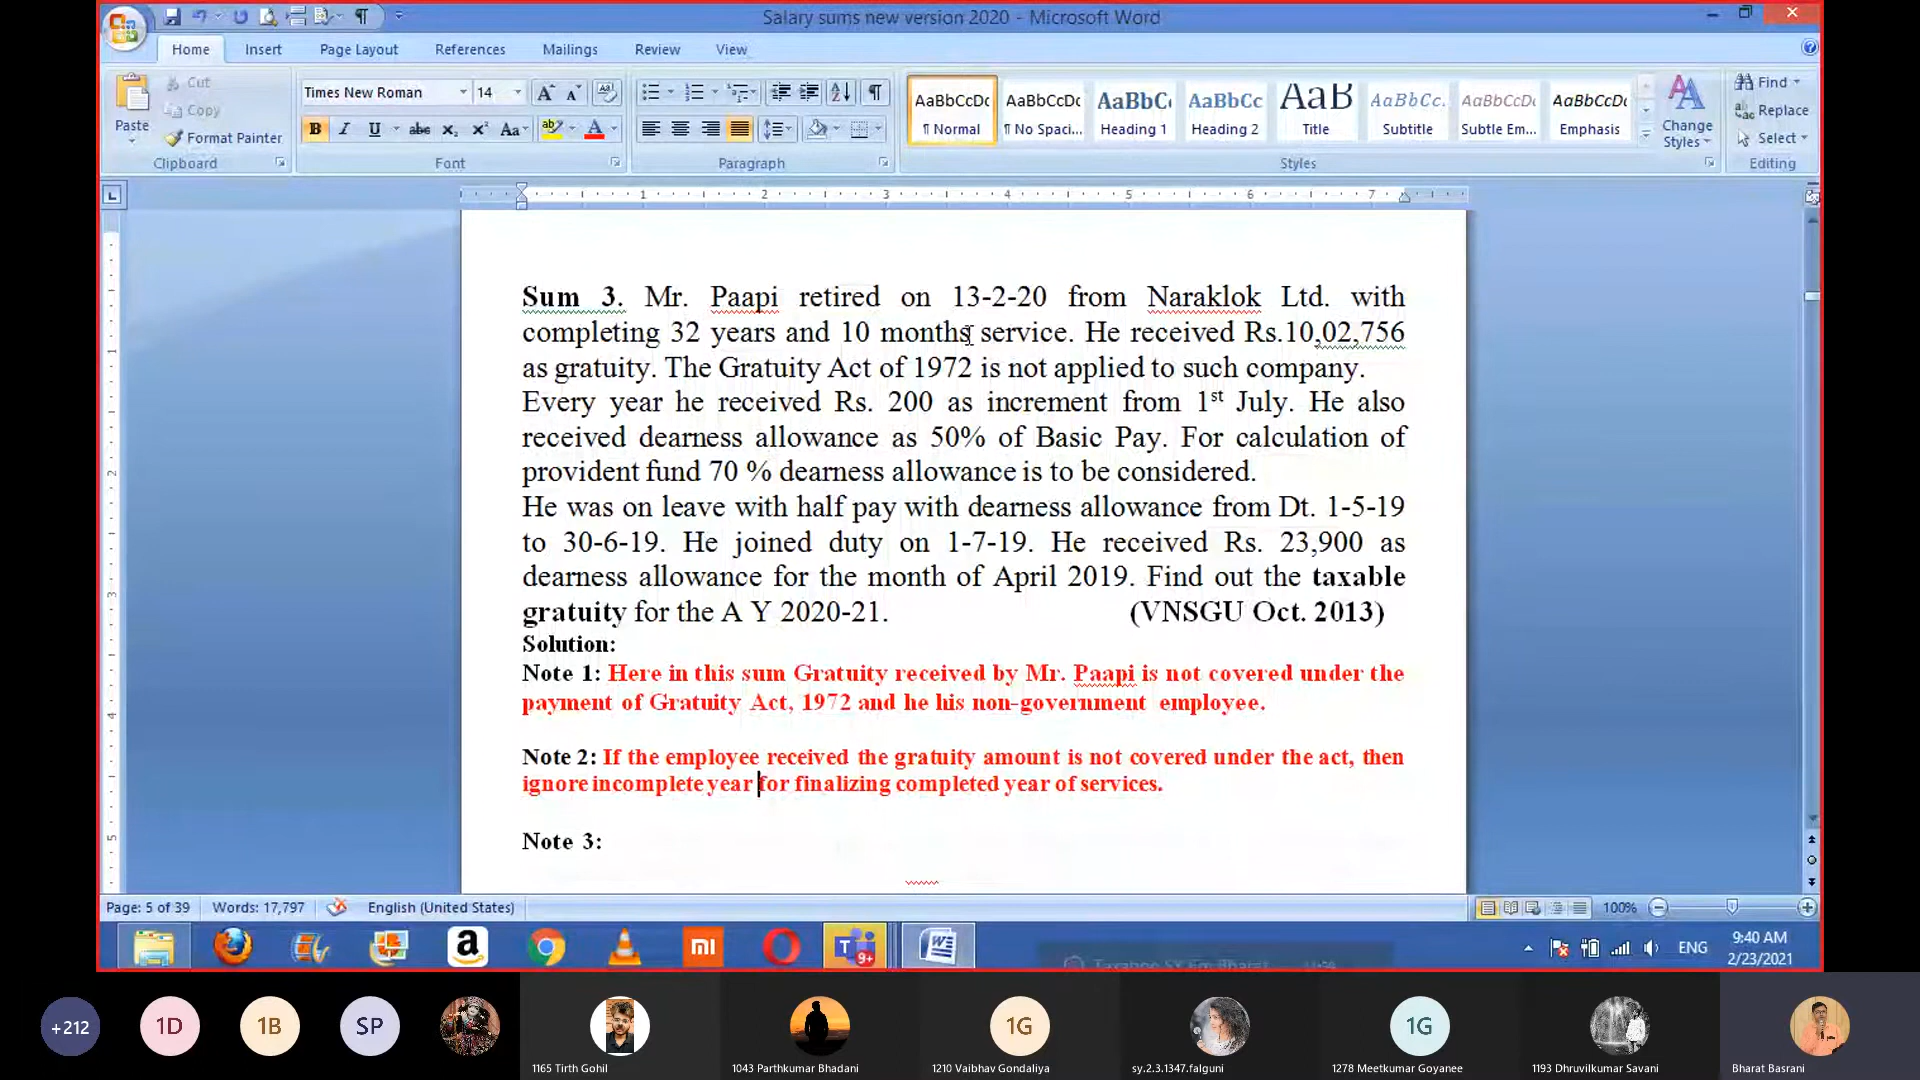 Salary sums new version 2020 - Microsoft Word
Home Insert Page Layout References Mailings Review View
Paste
Cut
Copy
Format Painter
Clipboard
Times New Roman 14
Font
Paragraph
AaBbCcDc AaBbCcDc AaBbC AaBbCc AaB AaBbCc. AaBbCcDc AaBbCcDc
¶ Normal ¶ No Spaci... Heading 1 Heading 2 Title Subtitle Subtle Em... Emphasis
Change
Styles
Styles
Find
Replace
Select
Editing
1 2 3 4 5 6 7
Sum 3. Mr. Paapi retired on 13-2-20 from Naraklok Ltd. with
completing 32 years and 10 months service. He received Rs.10,02,756
as gratuity. The Gratuity Act of 1972 is not applied to such company.
Every year he received Rs. 200 as increment from 1st July. He also
received dearness allowance as 50% of Basic Pay. For calculation of
provident fund 70 % dearness allowance is to be considered.
He was on leave with half pay with dearness allowance from Dt. 1-5-19
to 30-6-19. He joined duty on 1-7-19. He received Rs. 23,900 as
dearness allowance for the month of April 2019. Find out the taxable
gratuity for the A Y 2020-21. (VNSGU Oct. 2013)
Solution:
Note 1: Here in this sum Gratuity received by Mr. Paapi is not covered under the
payment of Gratuity Act, 1972 and he his non-government employee.
Note 2: If the employee received the gratuity amount is not covered under the act, then
ignore incomplete year for finalizing completed year of services.
Note 3:
Page: 5 of 39 Words: 17,797 English (United States) 100%
9+
ENG
9:40 AM
2/23/2021
+212 1D 1B SP 1G 1G
1165 Tirth Gohil 1043 Parthkumar Bhadani 1210 Vaibhav Gondaliya sy.2.3.1347.falguni 1278 Meetkumar Goyanee 1193 Dhruvilkumar Savani Bharat Basrani